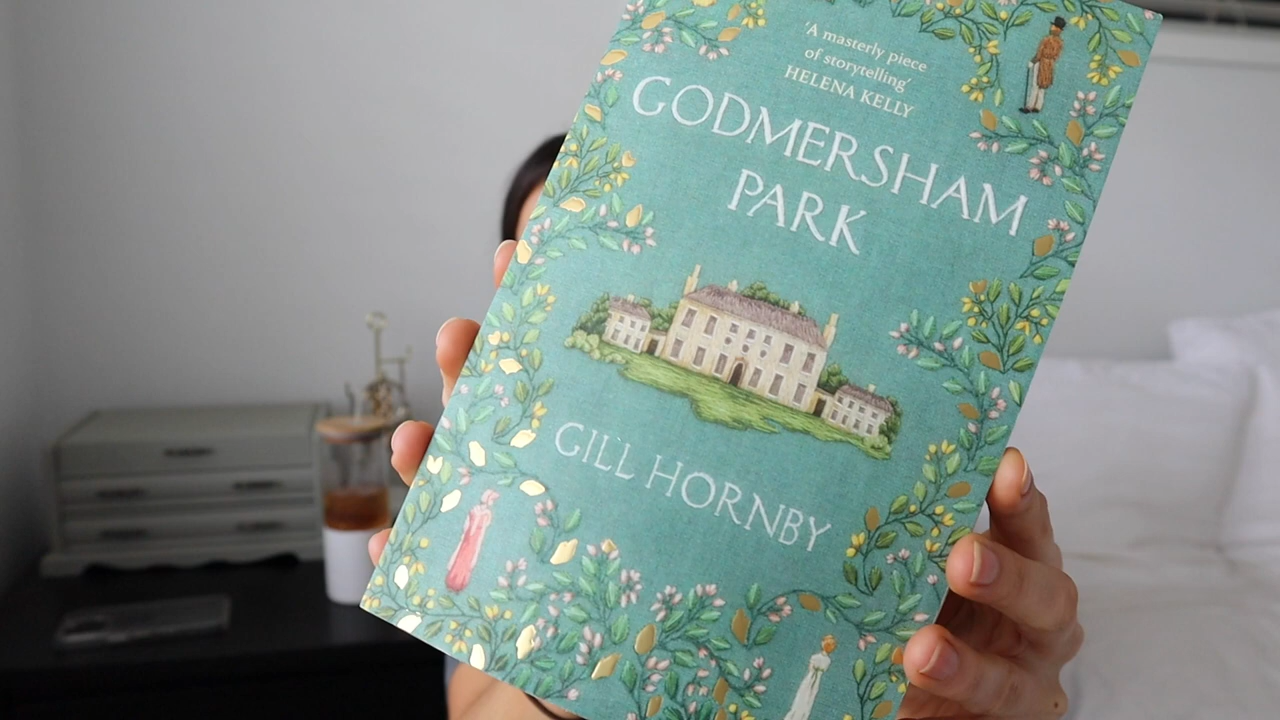 ‘A masterly piece
of storytelling’
HELENA KELLY
GODMERSHAM
PARK
GILL HORNBY